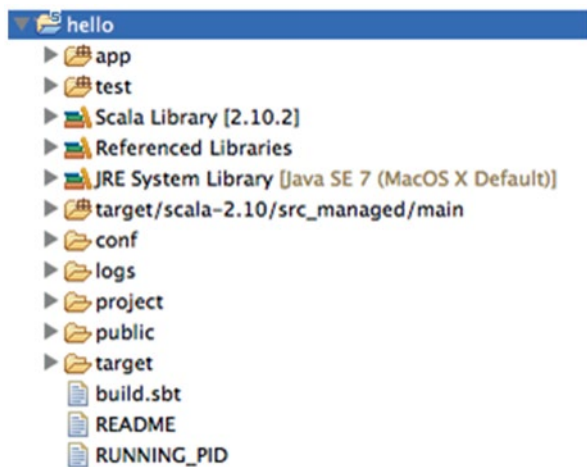 hello
app
test
Scala Library [2.10.2]
Referenced Libraries
JRE System Library [Java SE 7 (MacOS X Default)]
target/scala-2.10/src_managed/main
conf
logs
project
public
target
build.sbt
README
RUNNING_PID